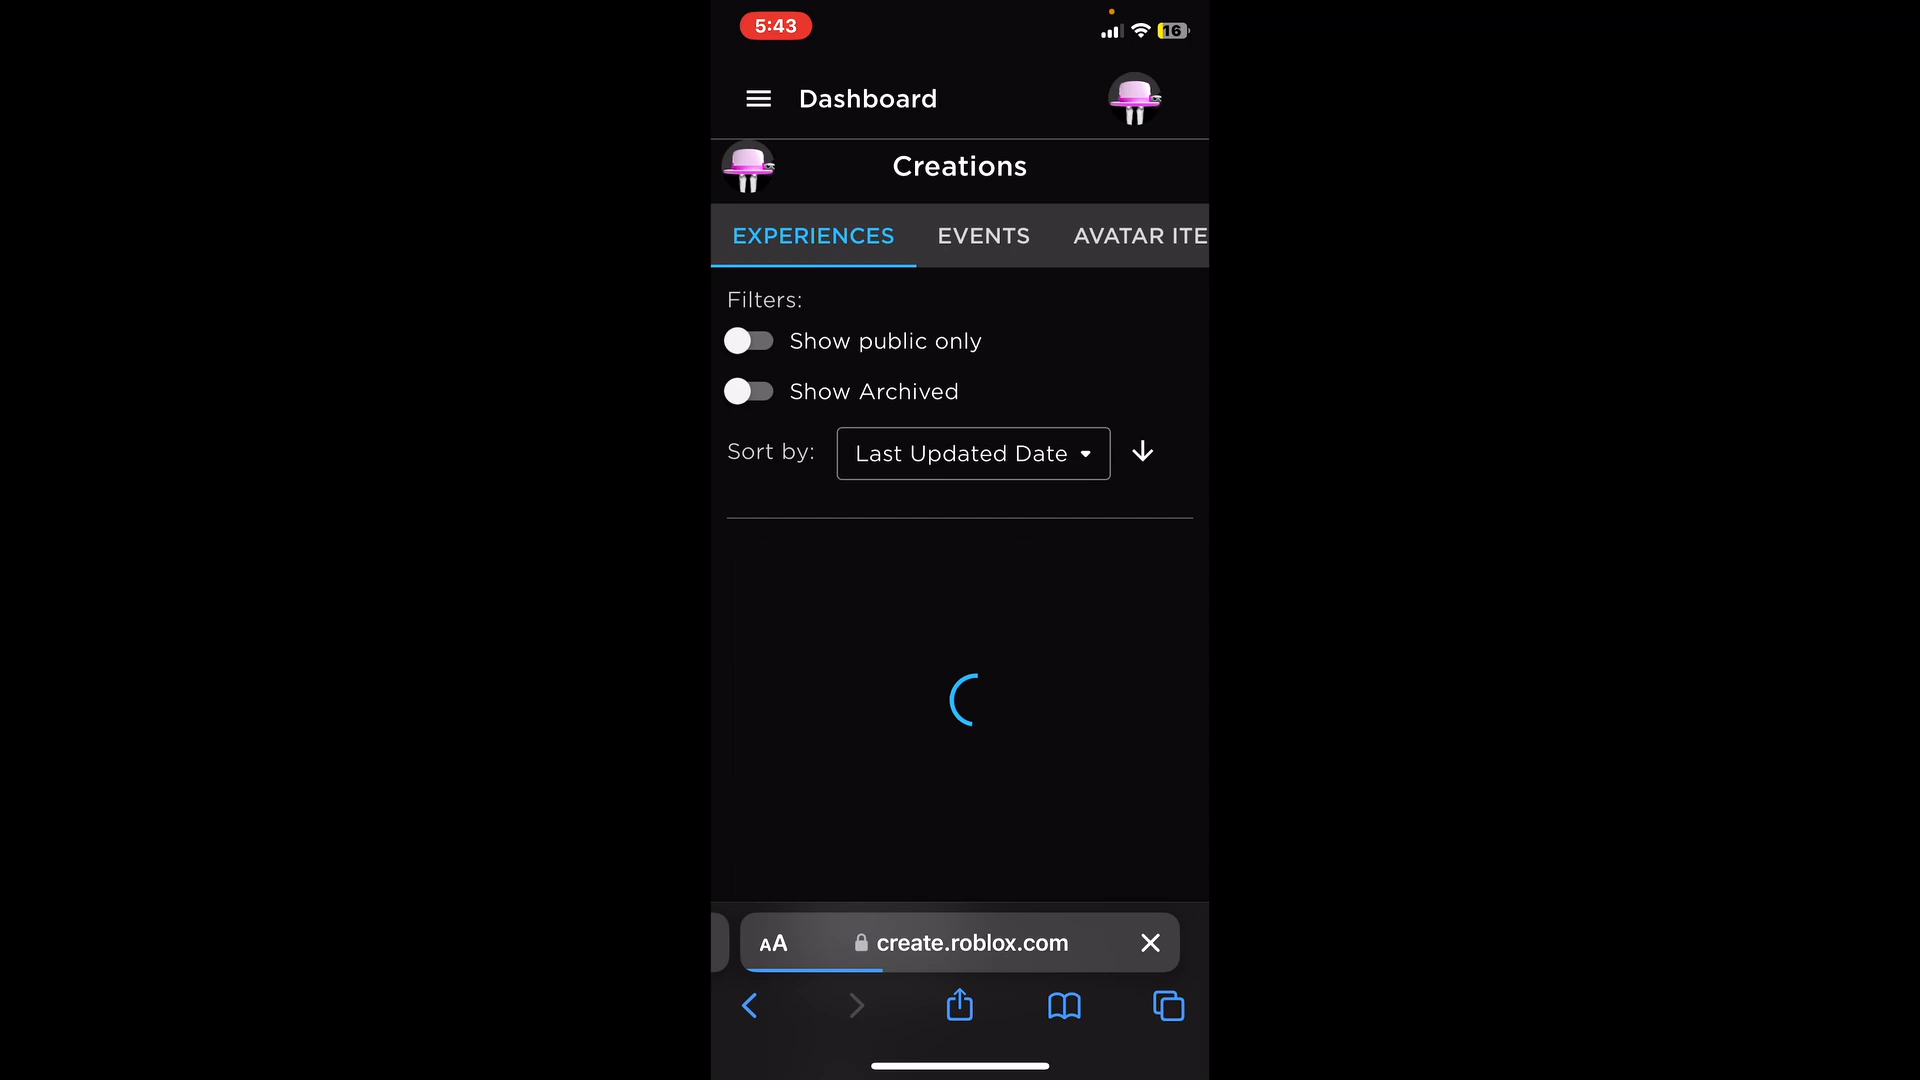 5:43
16
Dashboard
Creations
EXPERIENCES EVENTS AVATAR ITE
Filters:
Show public only
Show Archived
Sort by: Last Updated Date
AA create.roblox.com